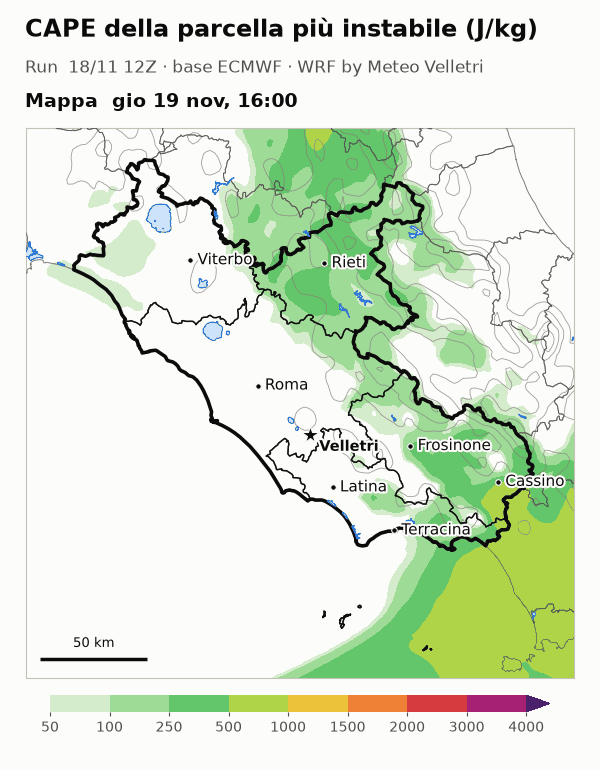 CAPE della parcella più instabile (J/kg)
Run  18/11 12Z · base ECMWF · WRF by Meteo Velletri
Mappa  gio 19 nov, 16:00
Viterbo
Rieti
Roma
Velletri
Frosinone
Latina
Cassino
Terracina
50 km
50 100 250 500 1000 1500 2000 3000 4000